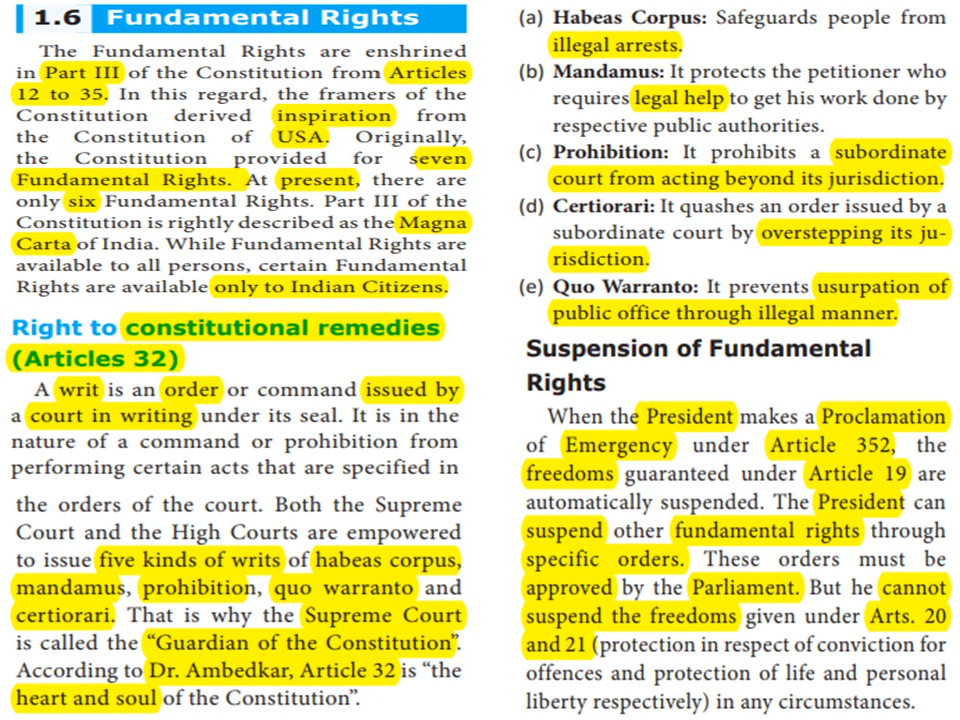 1.6 Fundamental Rights
The Fundamental Rights are enshrined
in Part III of the Constitution from Articles
12 to 35. In this regard, the framers of the
Constitution derived inspiration from
the Constitution of USA. Originally,
the Constitution provided for seven
Fundamental Rights. At present, there are
only six Fundamental Rights. Part III of the
Constitution is rightly described as the Magna
Carta of India. While Fundamental Rights are
available to all persons, certain Fundamental
Rights are available only to Indian Citizens.
Right to constitutional remedies
(Articles 32)
A writ is an order or command issued by
a court in writing under its seal. It is in the
nature of a command or prohibition from
performing certain acts that are specified in
the orders of the court. Both the Supreme
Court and the High Courts are empowered
to issue five kinds of writs of habeas corpus,
mandamus, prohibition, quo warranto and
certiorari. That is why the Supreme Court
is called the “Guardian of the Constitution”.
According to Dr. Ambedkar, Article 32 is “the
heart and soul of the Constitution”.
(a) Habeas Corpus: Safeguards people from
illegal arrests.
(b) Mandamus: It protects the petitioner who
requires legal help to get his work done by
respective public authorities.
(c) Prohibition: It prohibits a subordinate
court from acting beyond its jurisdiction.
(d) Certiorari: It quashes an order issued by a
subordinate court by overstepping its ju-
risdiction.
(e) Quo Warranto: It prevents usurpation of
public office through illegal manner.
Suspension of Fundamental
Rights
When the President makes a Proclamation
of Emergency under Article 352, the
freedoms guaranteed under Article 19 are
automatically suspended. The President can
suspend other fundamental rights through
specific orders. These orders must be
approved by the Parliament. But he cannot
suspend the freedoms given under Arts. 20
and 21 (protection in respect of conviction for
offences and protection of life and personal
liberty respectively) in any circumstances.